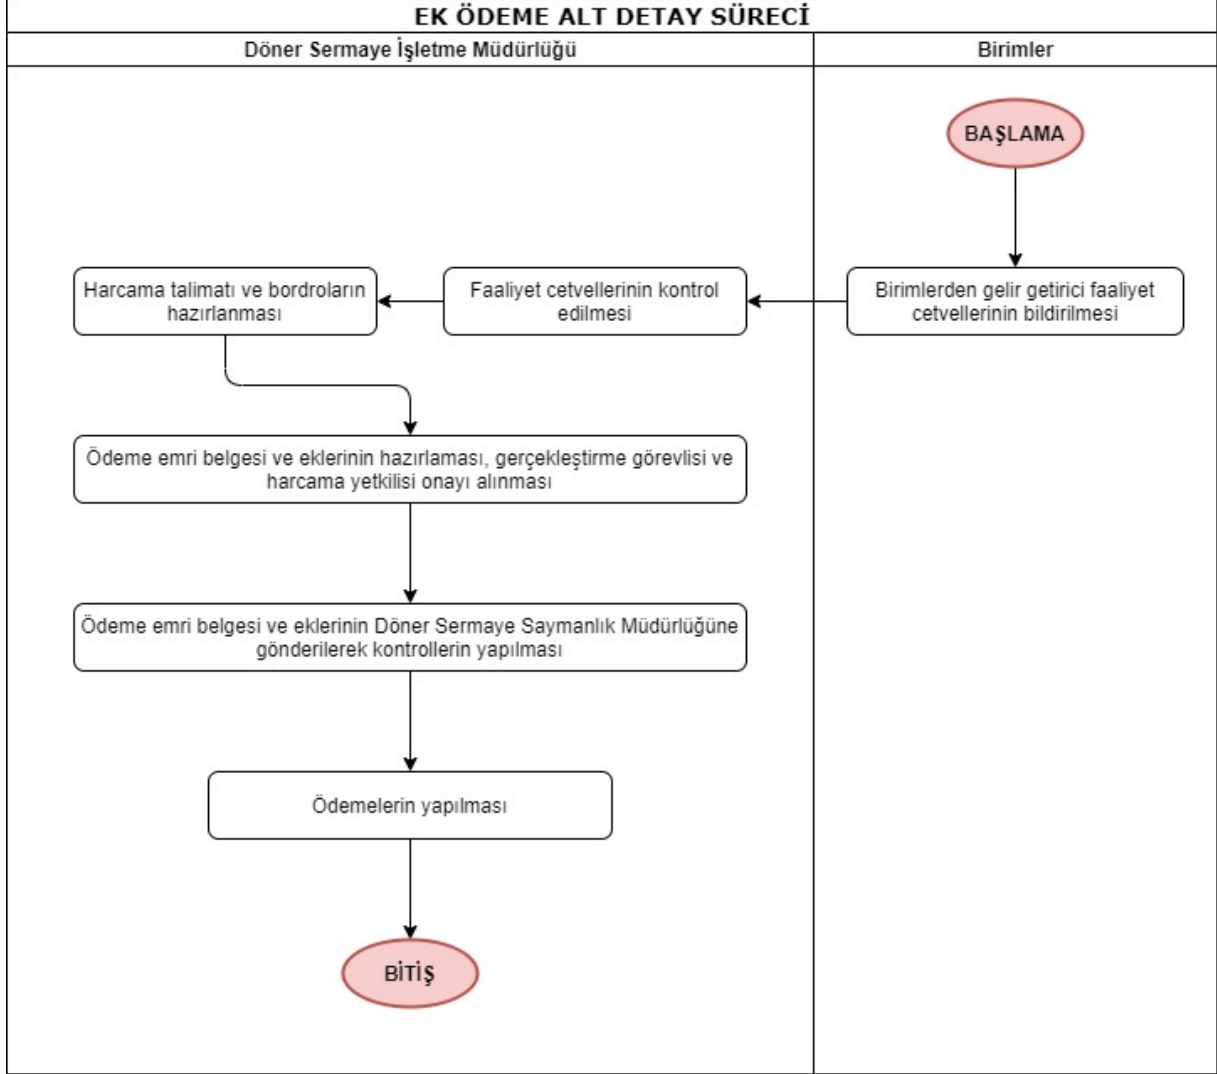 EK ÖDEME ALT DETAY SÜRECİ
Döner Sermaye İşletme Müdürlüğü
Birimler
BAŞLAMA
Birimlerden gelir getirici faaliyet
cetvellerinin bildirilmesi
Faaliyet cetvellerinin kontrol
edilmesi
Harcama talimatı ve bordroların
hazırlanması
Ödeme emri belgesi ve eklerinin hazırlaması, gerçekleştirme görevlisi ve
harcama yetkilisi onayı alınması
Ödeme emri belgesi ve eklerinin Döner Sermaye Saymanlık Müdürlüğüne
gönderilerek kontrollerin yapılması
Ödemelerin yapılması
BİTİŞ